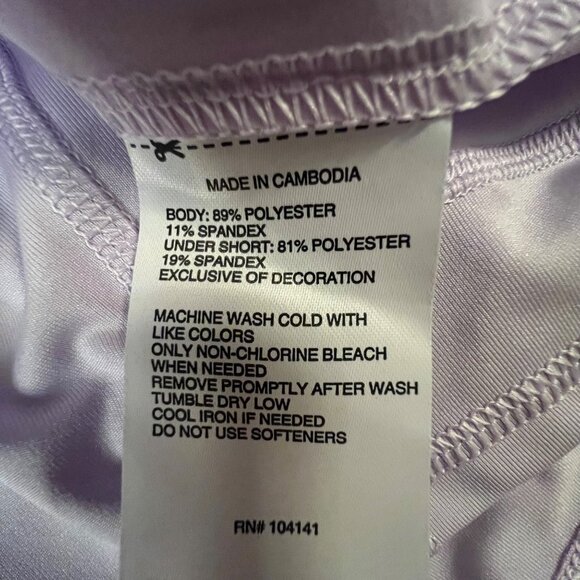 MADE IN CAMBODIA
BODY: 89% POLYESTER
11% SPANDEX
UNDER SHORT: 81% POLYESTER
19% SPANDEX
EXCLUSIVE OF DECORATION
MACHINE WASH COLD WITH
LIKE COLORS
ONLY NON-CHLORINE BLEACH
WHEN NEEDED
REMOVE PROMPTLY AFTER WASH
TUMBLE DRY LOW
COOL IRON IF NEEDED
DO NOT USE SOFTENERS
RN# 104141